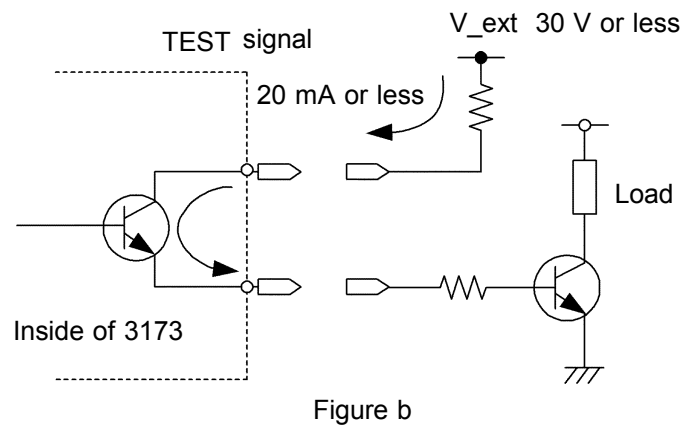 V_ext 30 V or less
TEST signal
20 mA or less
Load
Inside of 3173
Figure b